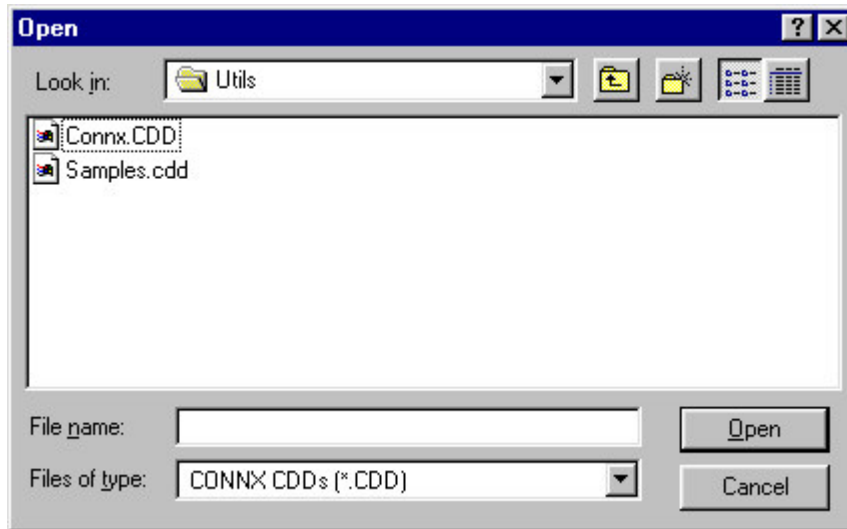 Open
Look in: Utils
Connx.CDD
Samples.cdd
File name: Open
Files of type: CONNX CDDs (*.CDD) Cancel